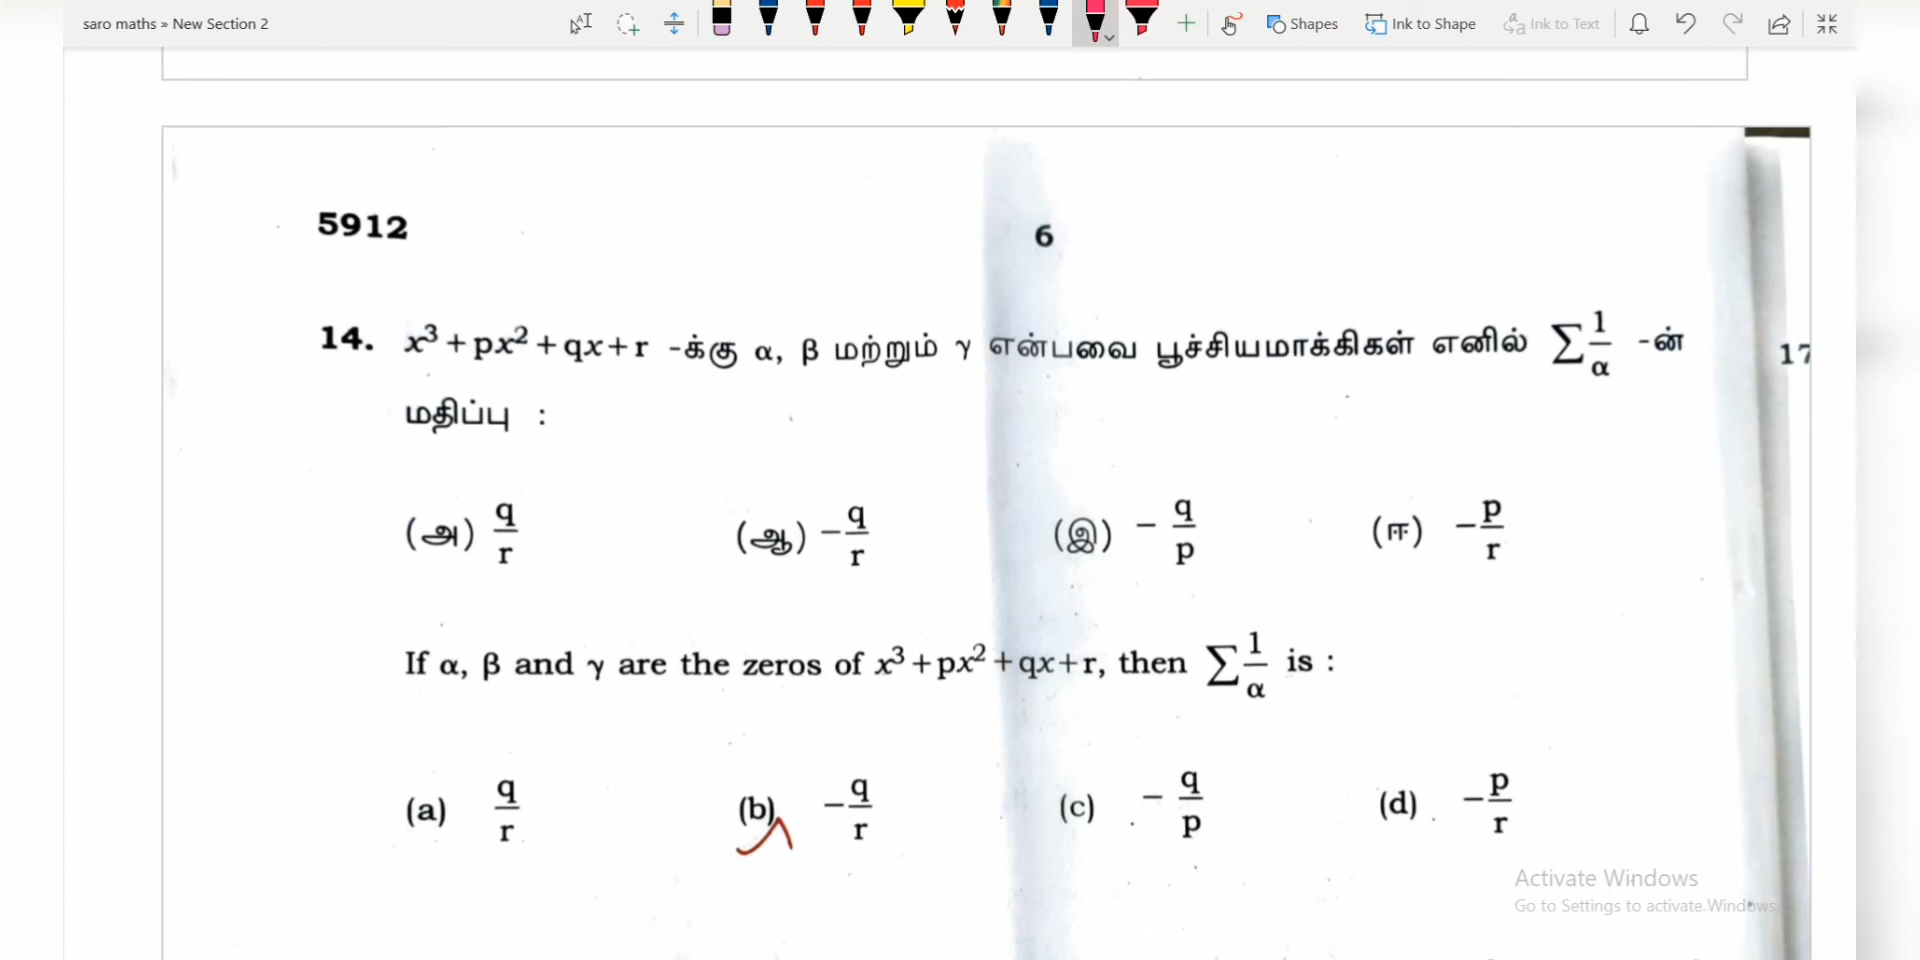 saro maths » New Section 2
Shapes
Ink to Shape
Ink to Text
5912
6
14. x³ + px² + qx + r -க்கு α, β மற்றும் γ என்பவை பூச்சியமாக்கிகள் எனில் ∑ 1/α -ன்
17
மதிப்பு :
(அ) q/r (ஆ) -q/r (இ) - q/p (ஈ) -p/r
If α, β and γ are the zeros of x³ + px² + qx + r, then ∑ 1/α is :
(a) q/r (b) -q/r (c) - q/p (d) -p/r
Activate Windows
Go to Settings to activate Windows.